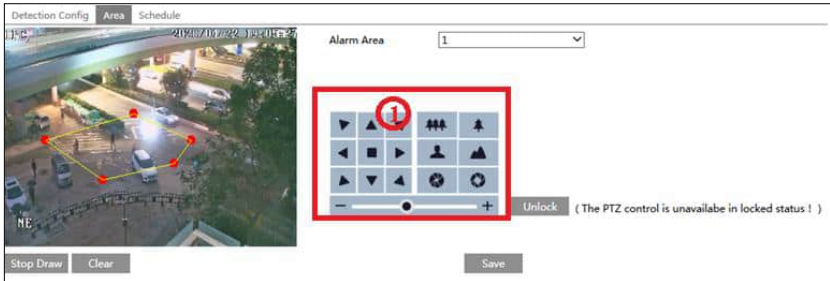 Detection Config Area Schedule
Alarm Area 1
1
NE
Unlock (The PTZ control is unavailabe in locked status ! )
Stop Draw Clear Save